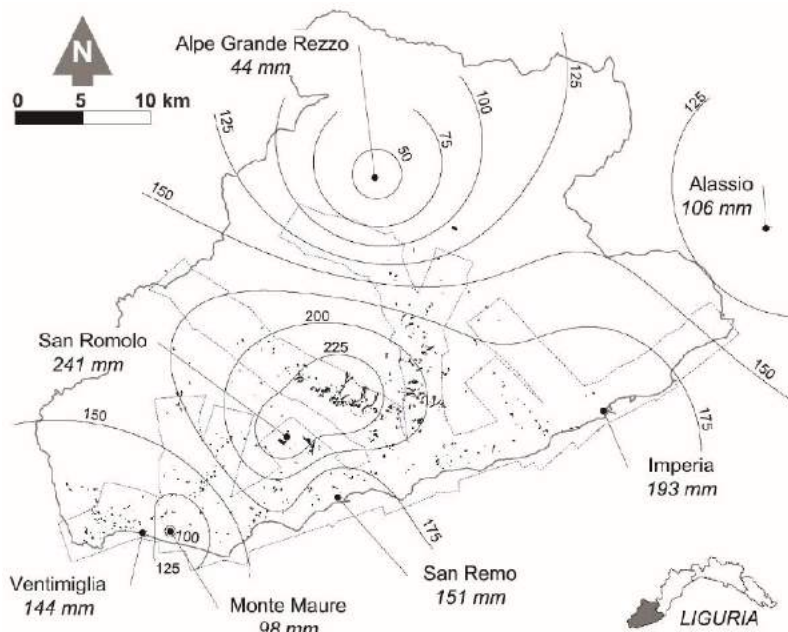 Alpe Grande Rezzo
44 mm
N
0 5 10 km
125
100
125
125
75
50
150
Alassio
106 mm
200
San Romolo
241 mm
225
150
150
175
Imperia
193 mm
100
175
125
San Remo
151 mm
Ventimiglia
144 mm
Monte Maure
98 mm
LIGURIA